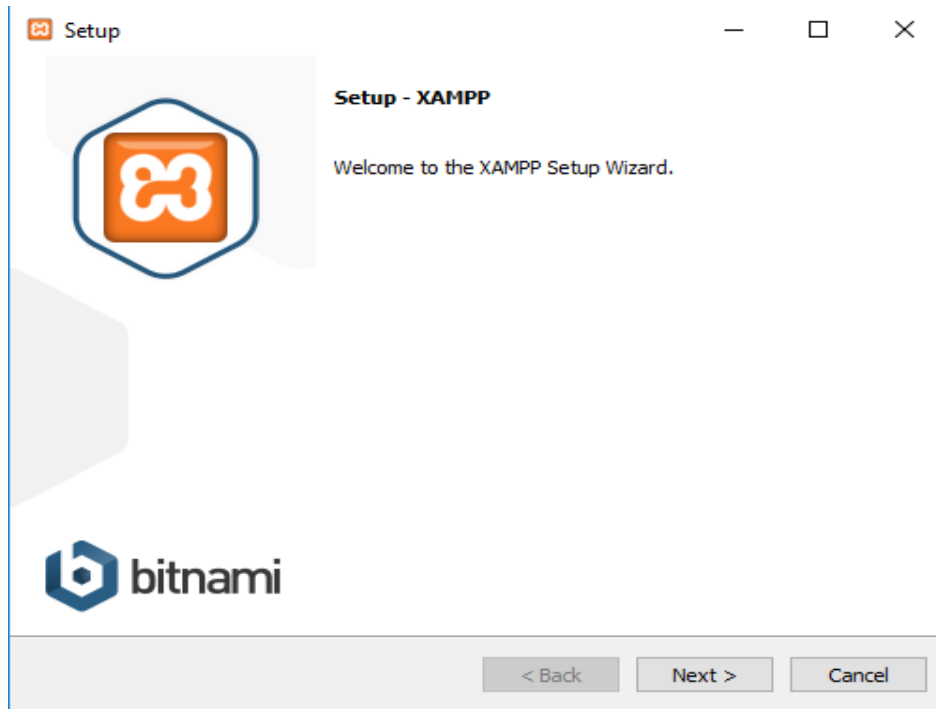 Setup
Setup - XAMPP
Welcome to the XAMPP Setup Wizard.
bitnami
< Back
Next >
Cancel